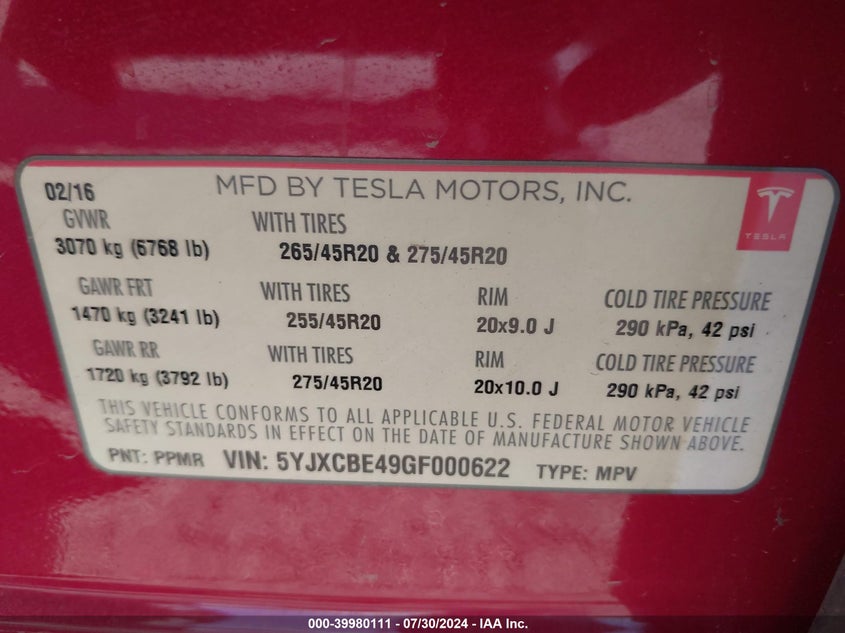 02/16 MFD BY TESLA MOTORS, INC.
GVWR WITH TIRES
3070 kg (6768 lb) 265/45R20 & 275/45R20
TESLA
GAWR FRT WITH TIRES RIM COLD TIRE PRESSURE
1470 kg (3241 lb) 255/45R20 20x9.0 J 290 kPa, 42 psi
GAWR RR WITH TIRES RIM COLD TIRE PRESSURE
1720 kg (3792 lb) 275/45R20 20x10.0 J 290 kPa, 42 psi
THIS VEHICLE CONFORMS TO ALL APPLICABLE U.S. FEDERAL MOTOR VEHICLE
SAFETY STANDARDS IN EFFECT ON THE DATE OF MANUFACTURE SHOWN ABOVE.
PNT: PPMR VIN: 5YJXCBE49GF000622 TYPE: MPV
000-39980111 - 07/30/2024 - IAA Inc.